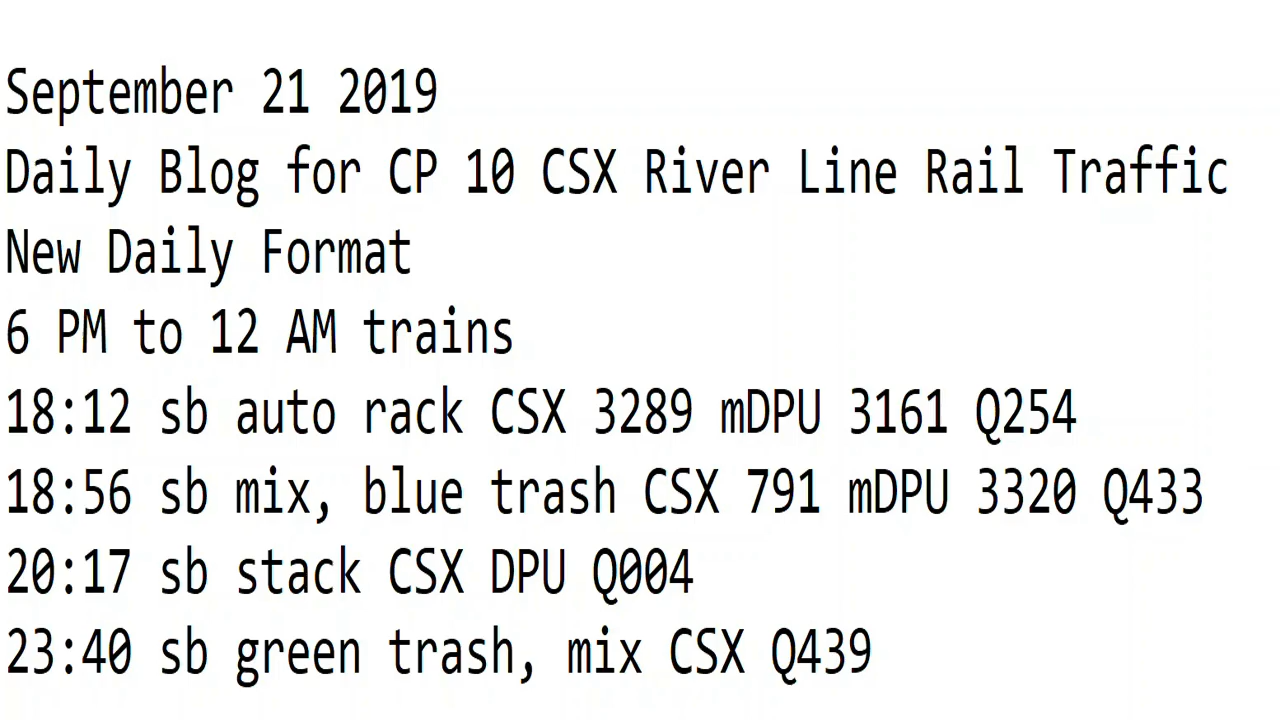 September 21 2019
Daily Blog for CP 10 CSX River Line Rail Traffic
New Daily Format
6 PM to 12 AM trains
18:12 sb auto rack CSX 3289 mDPU 3161 Q254
18:56 sb mix, blue trash CSX 791 mDPU 3320 Q433
20:17 sb stack CSX DPU Q004
23:40 sb green trash, mix CSX Q439